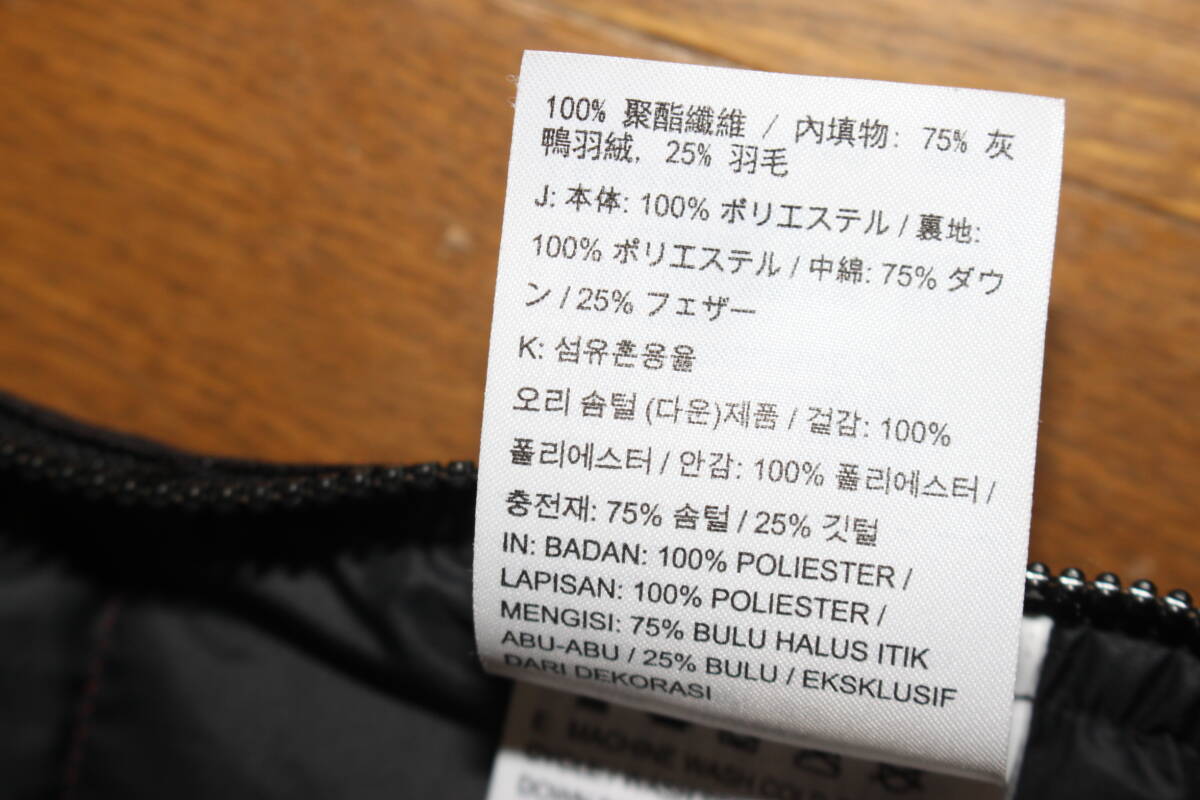 100% 聚酯纖維 / 內填物: 75% 灰
鴨羽絨, 25% 羽毛
J: 本体: 100% ポリエステル / 裏地:
100% ポリエステル / 中綿: 75% ダウ
ン / 25% フェザー
K: 섬유혼용율
오리 솜털 (다운)제품 / 겉감: 100%
폴리에스터 / 안감: 100% 폴리에스터 /
충전재: 75% 솜털 / 25% 깃털
IN: BADAN: 100% POLIESTER /
LAPISAN: 100% POLIESTER /
MENGISI: 75% BULU HALUS ITIK
ABU-ABU / 25% BULU / EKSKLUSIF
DARI DEKORASI
E: MACHINE WASH COLD